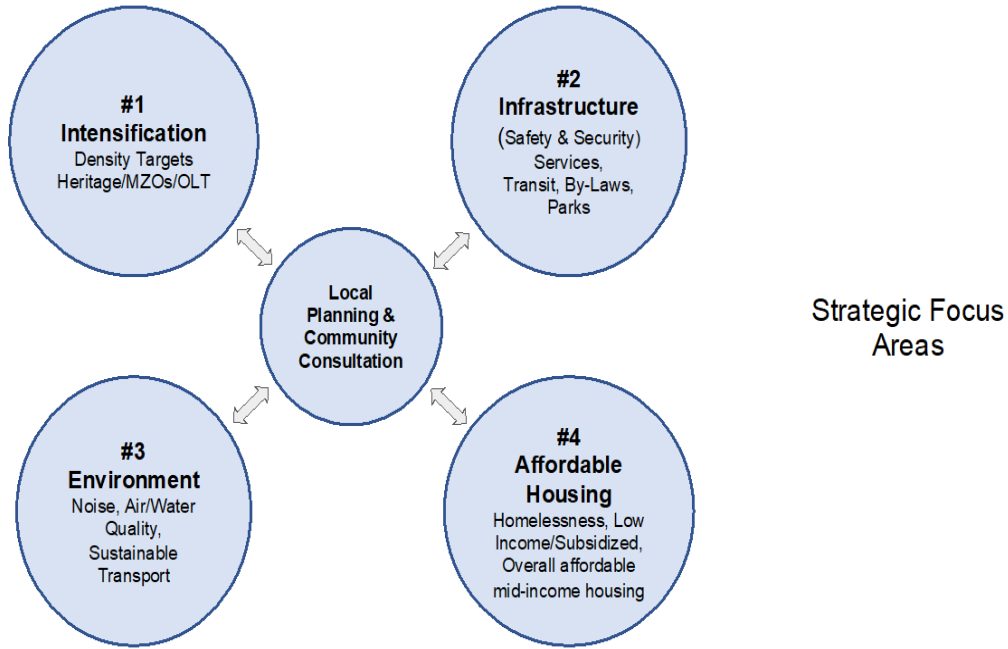 #1
Intensification
Density Targets
Heritage/MZOs/OLT
#2
Infrastructure
(Safety & Security)
Services,
Transit, By-Laws,
Parks
Local
Planning &
Community
Consultation
Strategic Focus
Areas
#3
Environment
Noise, Air/Water
Quality,
Sustainable
Transport
#4
Affordable
Housing
Homelessness, Low
Income/Subsidized,
Overall affordable
mid-income housing